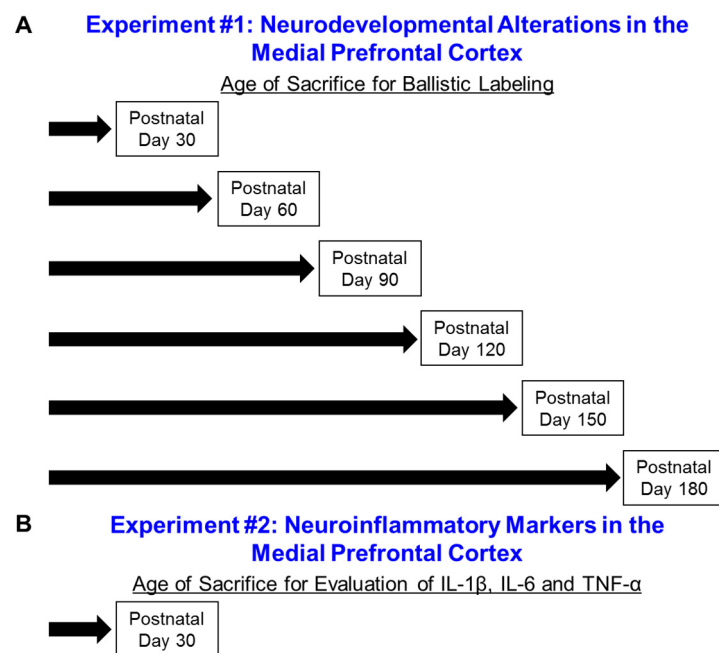 A
Experiment #1: Neurodevelopmental Alterations in the
Medial Prefrontal Cortex
Age of Sacrifice for Ballistic Labeling
Postnatal
Day 30
Postnatal
Day 60
Postnatal
Day 90
Postnatal
Day 120
Postnatal
Day 150
Postnatal
Day 180
B
Experiment #2: Neuroinflammatory Markers in the
Medial Prefrontal Cortex
Age of Sacrifice for Evaluation of IL-1β, IL-6 and TNF-α
Postnatal
Day 30